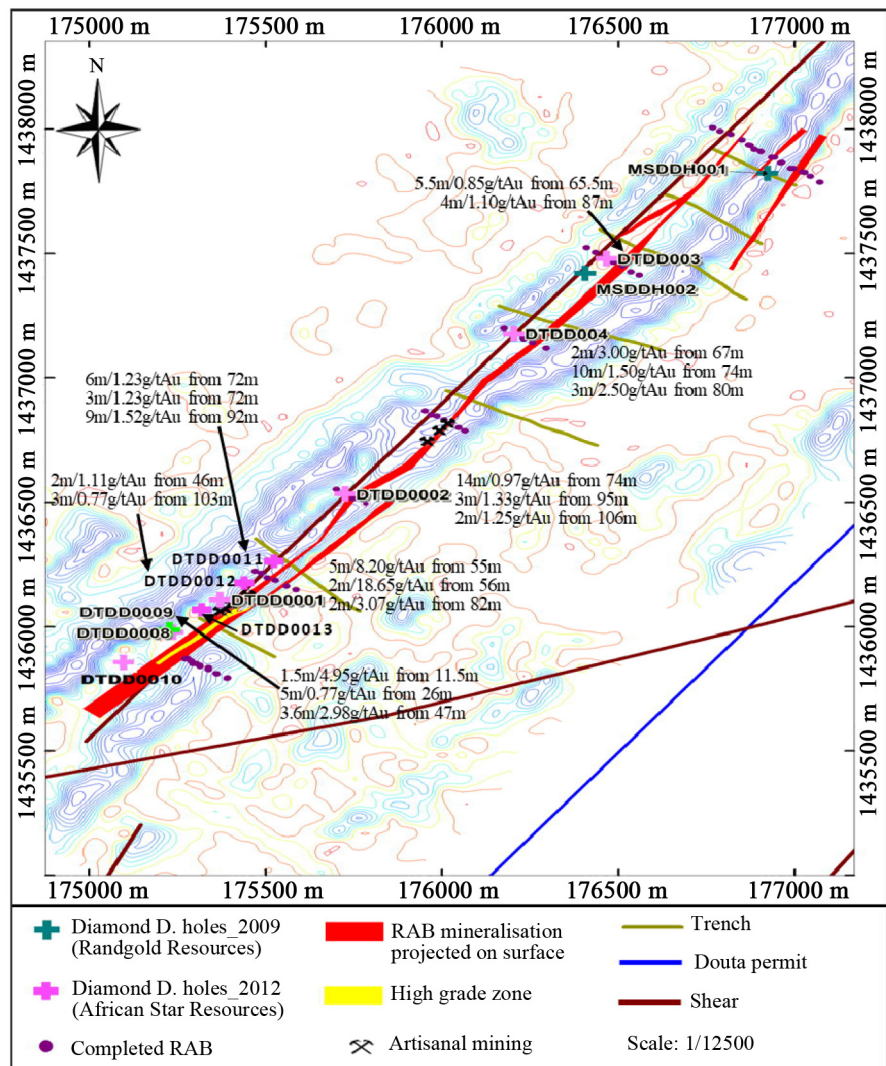 175000 m 175500 m 176000 m 176500 m 177000 m
N
1438000 m
1438000 m
1437500 m
1437500 m
1437000 m
1437000 m
1436500 m
1436500 m
1436000 m
1436000 m
1435500 m
1435500 m
MSDDH001
5.5m/0.85g/tAu from 65.5m
4m/1.10g/tAu from 87m
DTDD003
MSDDH002
DTDD004
2m/3.00g/tAu from 67m
10m/1.50g/tAu from 74m
3m/2.50g/tAu from 80m
6m/1.23g/tAu from 72m
3m/1.23g/tAu from 72m
9m/1.52g/tAu from 92m
2m/1.11g/tAu from 46m
3m/0.77g/tAu from 103m
DTDD0002
14m/0.97g/tAu from 74m
3m/1.33g/tAu from 95m
2m/1.25g/tAu from 106m
DTDD0011
DTDD0012
5m/8.20g/tAu from 55m
2m/18.65g/tAu from 56m
2m/3.07g/tAu from 82m
DTDD0001
DTDD0009
DTDD0008
DTDD0013
DTDD0010
1.5m/4.95g/tAu from 11.5m
5m/0.77g/tAu from 26m
3.6m/2.98g/tAu from 47m
175000 m 175500 m 176000 m 176500 m 177000 m
Diamond D. holes_2009
(Randgold Resources)
Diamond D. holes_2012
(African Star Resources)
Completed RAB
RAB mineralisation
projected on surface
High grade zone
Artisanal mining
Trench
Douta permit
Shear
Scale: 1/12500